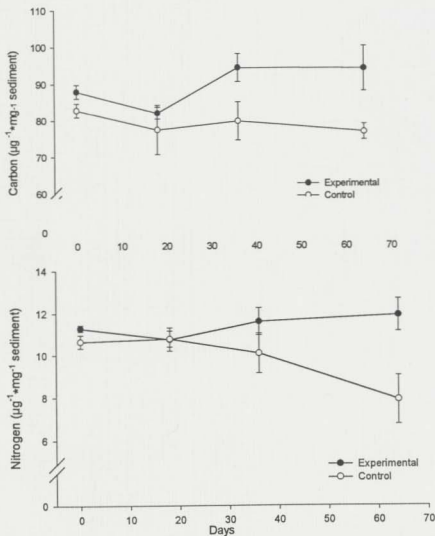 110
100
90
80
70
60
0
Carbon (µg ⁻¹*mg⁻¹ sediment)
Experimental
Control
0 10 20 30 40 50 60 70
14
12
10
8
6
0
Nitrogen (µg⁻¹*mg⁻¹ sediment)
Experimental
Control
0 10 20 30 40 50 60 70
Days